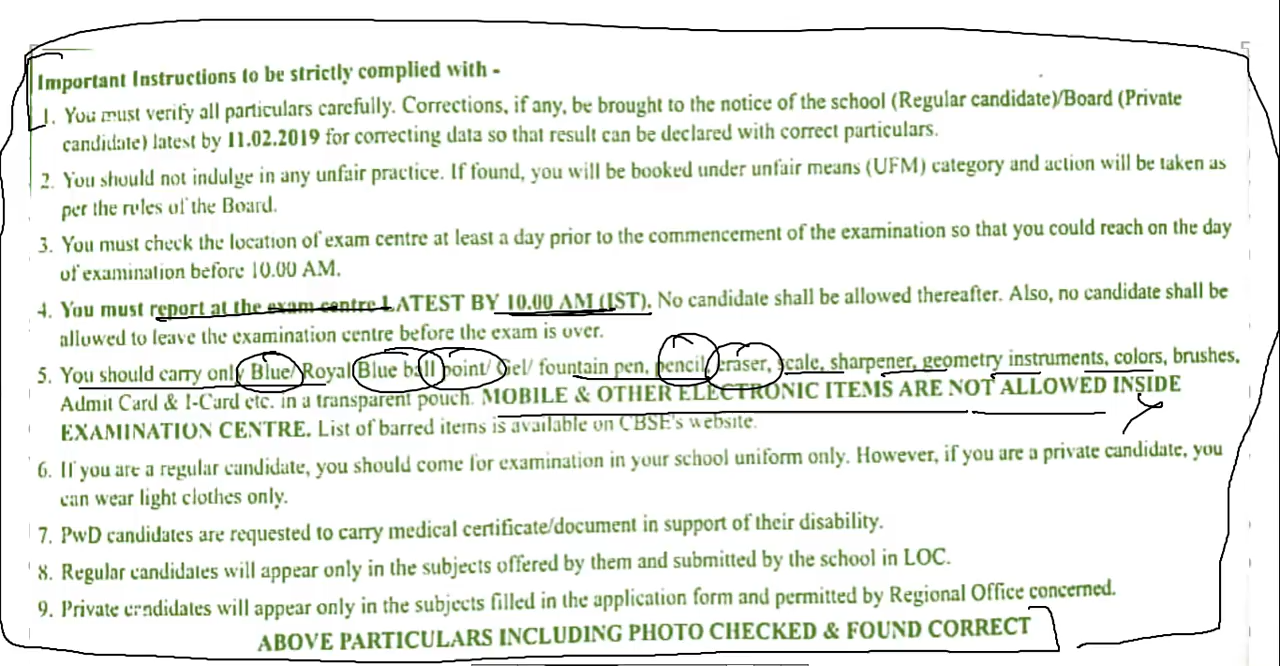 Important Instructions to be strictly complied with -
1. You must verify all particulars carefully. Corrections, if any, be brought to the notice of the school (Regular candidate)/Board (Private
candidate) latest by 11.02.2019 for correcting data so that result can be declared with correct particulars.
2. You should not indulge in any unfair practice. If found, you will be booked under unfair means (UFM) category and action will be taken as
per the rules of the Board.
3. You must check the location of exam centre at least a day prior to the commencement of the examination so that you could reach on the day
of examination before 10.00 AM.
4. You must report at the exam centre LATEST BY 10.00 AM (IST). No candidate shall be allowed thereafter. Also, no candidate shall be
allowed to leave the examination centre before the exam is over.
5. You should carry only Blue/ Royal Blue ball point/ Gel/ fountain pen, pencil, eraser, scale, sharpener, geometry instruments, colors, brushes,
Admit Card & I-Card etc. in a transparent pouch. MOBILE & OTHER ELECTRONIC ITEMS ARE NOT ALLOWED INSIDE
EXAMINATION CENTRE. List of barred items is available on CBSE's website.
6. If you are a regular candidate, you should come for examination in your school uniform only. However, if you are a private candidate, you
can wear light clothes only.
7. PwD candidates are requested to carry medical certificate/document in support of their disability.
8. Regular candidates will appear only in the subjects offered by them and submitted by the school in LOC.
9. Private candidates will appear only in the subjects filled in the application form and permitted by Regional Office concerned.
ABOVE PARTICULARS INCLUDING PHOTO CHECKED & FOUND CORRECT